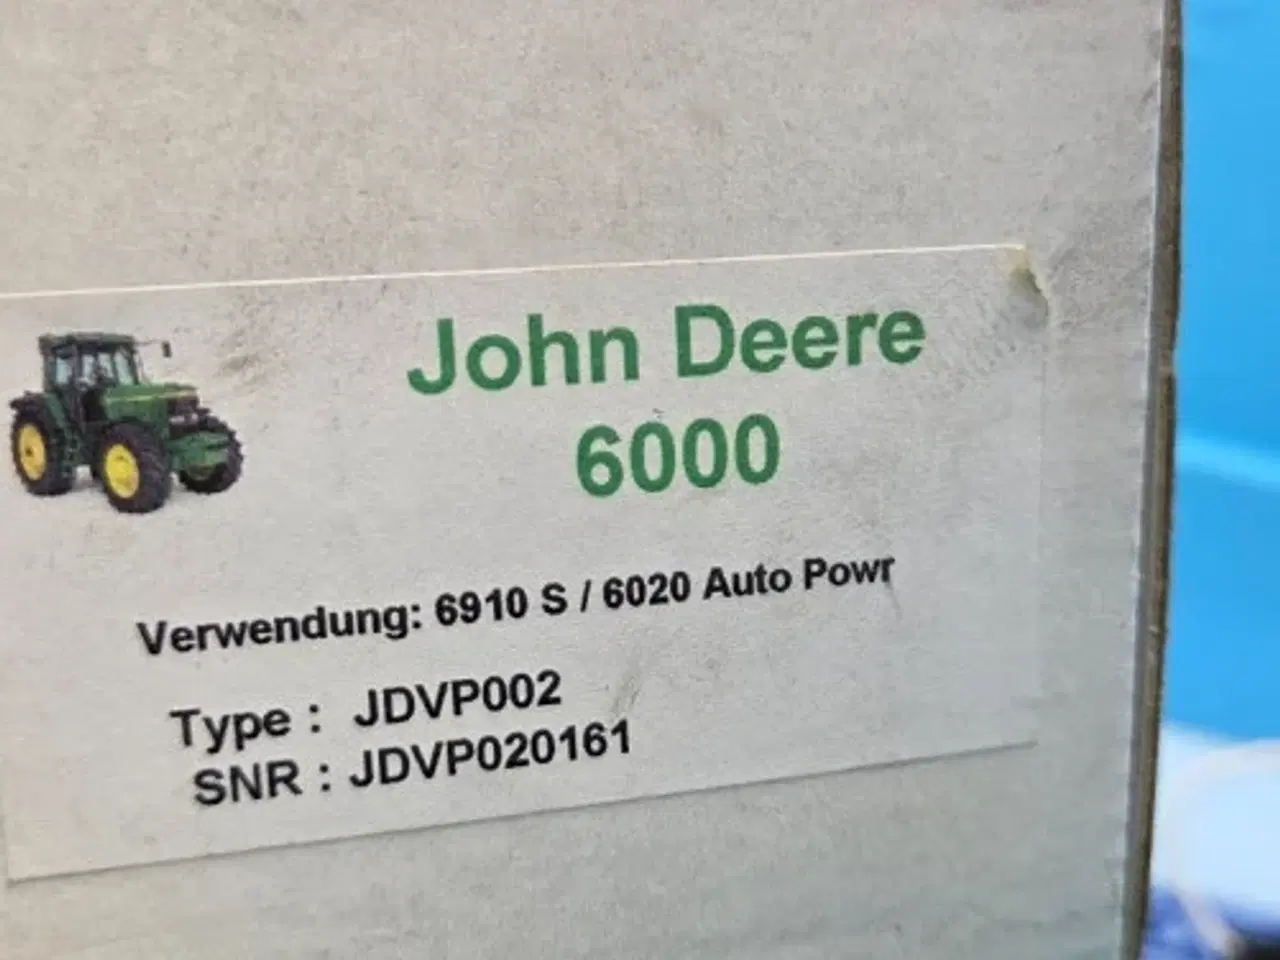 John Deere
6000
Verwendung: 6910 S / 6020 Auto Powr
Type : JDVP002
SNR : JDVP020161